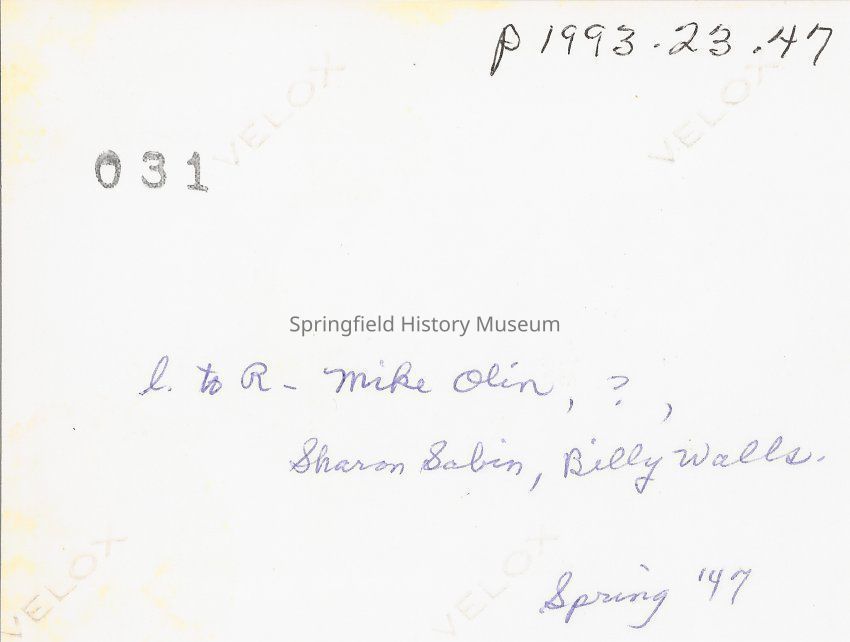 P1993.23.47
VELOX
VELOX
031
Springfield History Museum
l. to R - Mike Olin, ?,
Sharon Sabin, Billy Walls.
VELOX
VELOX
Spring '47